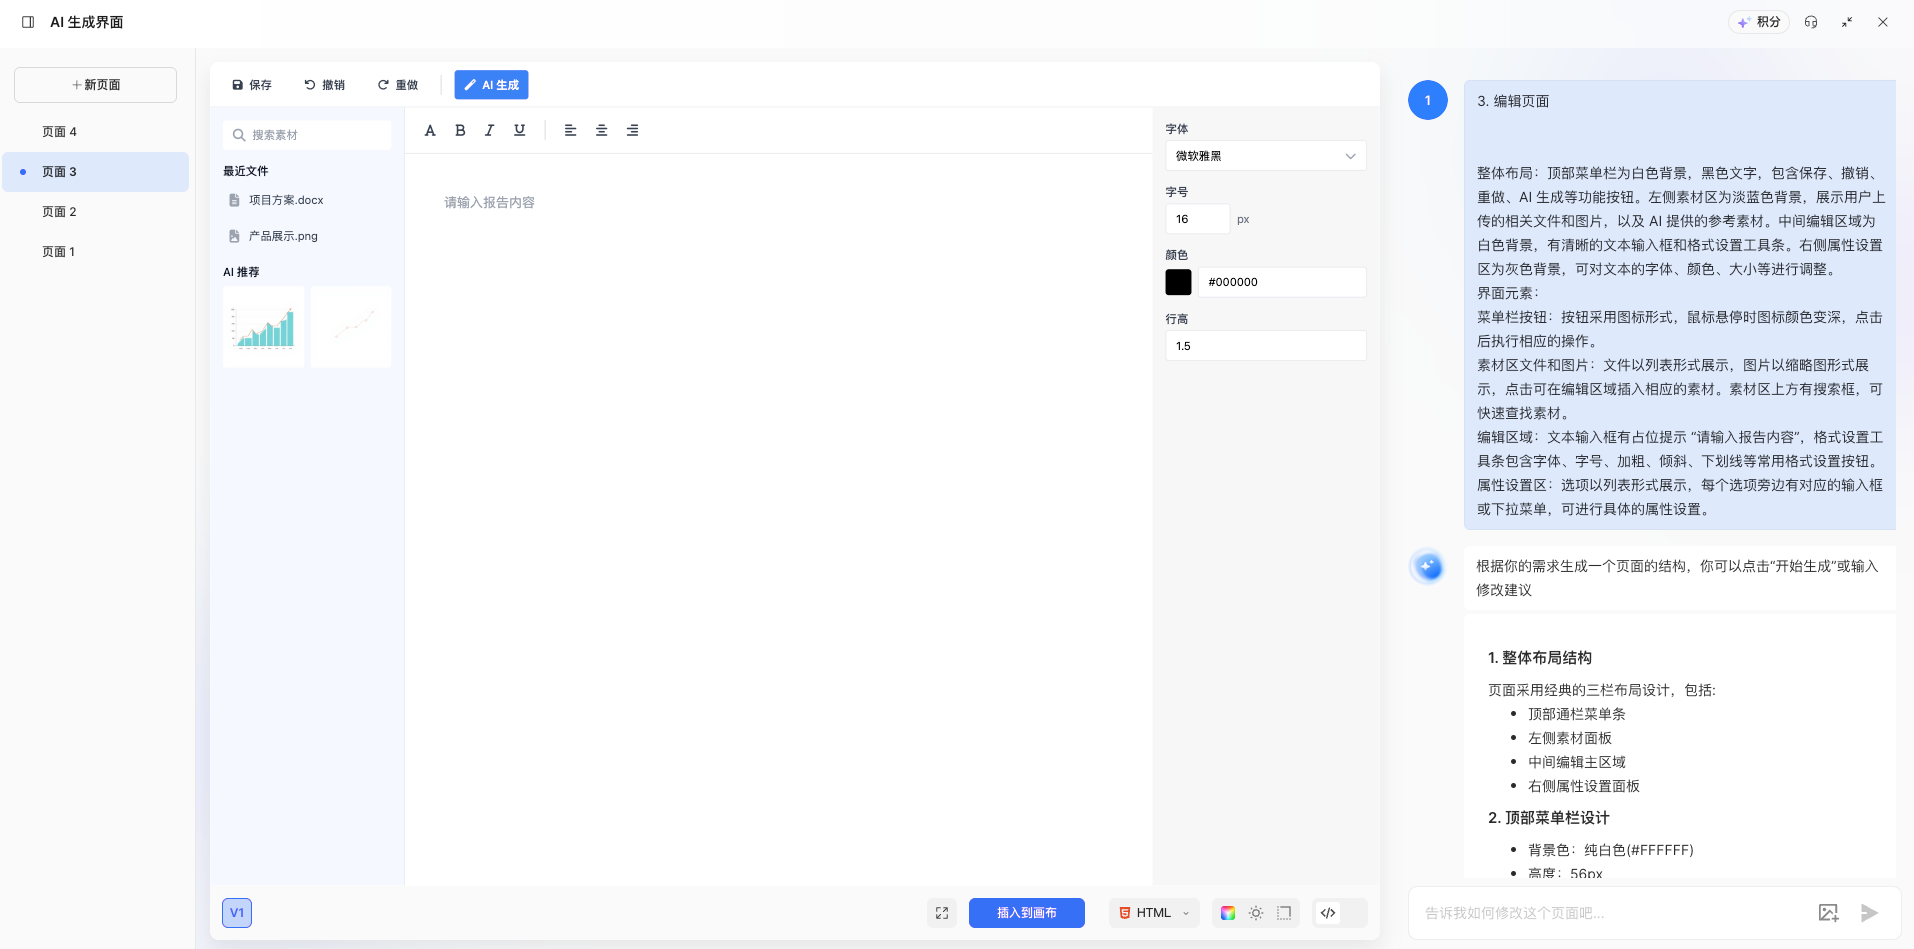 AI 生成界面
积分
新页面
页面 4
页面 3
页面 2
页面 1
保存
撤销
重做
AI 生成
搜索素材
最近文件
项目方案.docx
产品展示.png
AI 推荐
A B I U
请输入报告内容
字体
微软雅黑
字号
16 px
颜色
#000000
行高
1.5
V1
插入到画布
HTML
1
3. 编辑页面
整体布局：顶部菜单栏为白色背景，黑色文字，包含保存、撤销、
重做、AI 生成等功能按钮。左侧素材区为淡蓝色背景，展示用户上
传的相关文件和图片，以及 AI 提供的参考素材。中间编辑区域为
白色背景，有清晰的文本输入框和格式设置工具条。右侧属性设置
区为灰色背景，可对文本的字体、颜色、大小等进行调整。
界面元素：
菜单栏按钮：按钮采用图标形式，鼠标悬停时图标颜色变深，点击
后执行相应的操作。
素材区文件和图片：文件以列表形式展示，图片以缩略图形式展
示，点击可在编辑区域插入相应的素材。素材区上方有搜索框，可
快速查找素材。
编辑区域：文本输入框有占位提示 “请输入报告内容”，格式设置工
具条包含字体、字号、加粗、倾斜、下划线等常用格式设置按钮。
属性设置区：选项以列表形式展示，每个选项旁边有对应的输入框
或下拉菜单，可进行具体的属性设置。
根据你的需求生成一个页面的结构，你可以点击“开始生成”或输入
修改建议
1. 整体布局结构
页面采用经典的三栏布局设计，包括:
• 顶部通栏菜单条
• 左侧素材面板
• 中间编辑主区域
• 右侧属性设置面板
2. 顶部菜单栏设计
• 背景色：纯白色(#FFFFFF)
• 高度：56px
告诉我如何修改这个页面吧...